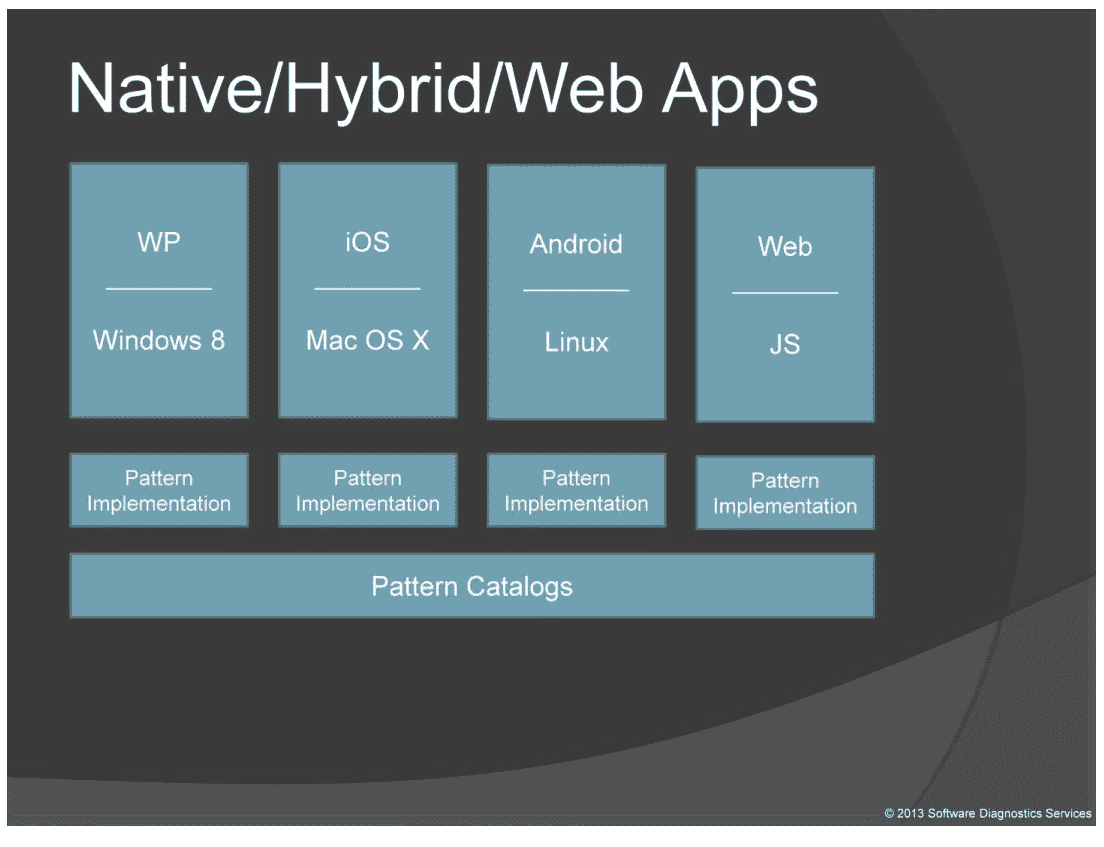 Native/Hybrid/Web Apps
WP
Windows 8
iOS
Mac OS X
Android
Linux
Web
JS
Pattern
Implementation
Pattern
Implementation
Pattern
Implementation
Pattern
Implementation
Pattern Catalogs
© 2013 Software Diagnostics Services